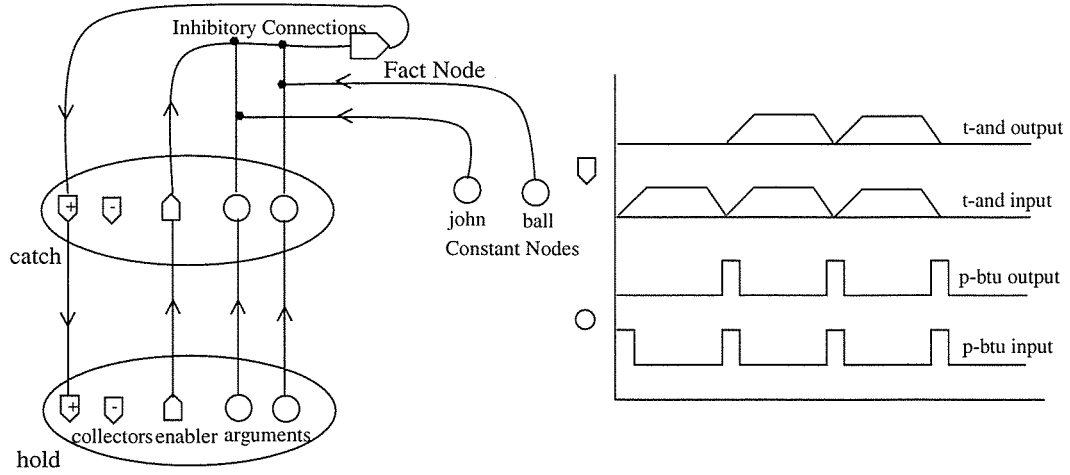 Inhibitory Connections
Fact Node
john
ball
Constant Nodes
+
-
catch
+
-
collectors enabler arguments
hold
t-and output
t-and input
p-btu output
p-btu input